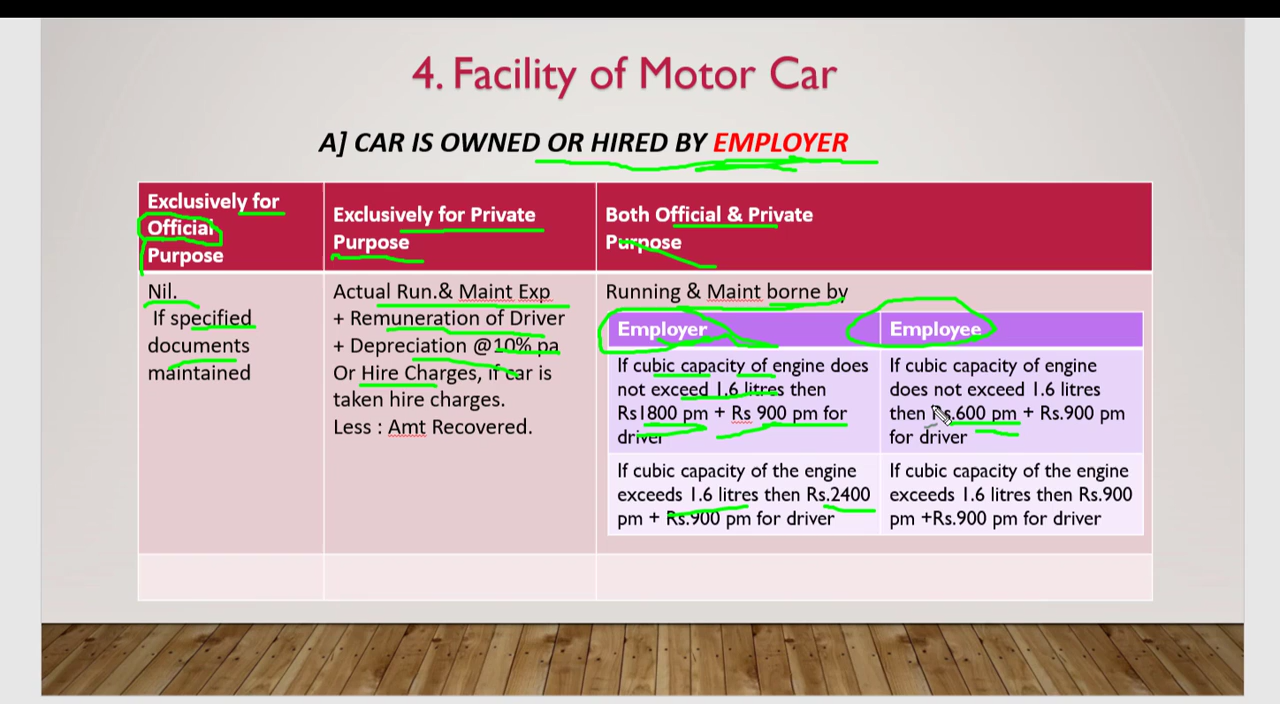 4. Facility of Motor Car
A] CAR IS OWNED OR HIRED BY EMPLOYER
Exclusively for
Official
Purpose
Exclusively for Private
Purpose
Both Official & Private
Purpose
Nil.
If specified
documents
maintained
Actual Run.& Maint Exp
+ Remuneration of Driver
+ Depreciation @10% pa
Or Hire Charges, if car is
taken hire charges.
Less : Amt Recovered.
Running & Maint borne by
Employer
Employee
If cubic capacity of engine does
not exceed 1.6 litres then
Rs1800 pm + Rs 900 pm for
driver
If cubic capacity of engine
does not exceed 1.6 litres
then Rs.600 pm + Rs.900 pm
for driver
If cubic capacity of the engine
exceeds 1.6 litres then Rs.2400
pm + Rs.900 pm for driver
If cubic capacity of the engine
exceeds 1.6 litres then Rs.900
pm +Rs.900 pm for driver